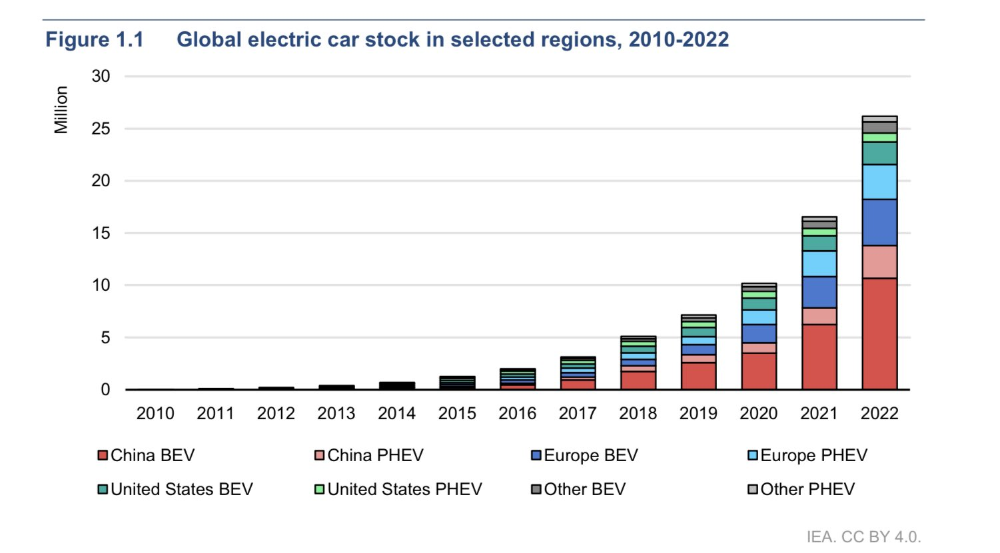 Figure 1.1 Global electric car stock in selected regions, 2010-2022
Million
30
25
20
15
10
5
0
2010 2011 2012 2013 2014 2015 2016 2017 2018 2019 2020 2021 2022
China BEV China PHEV Europe BEV Europe PHEV
United States BEV United States PHEV Other BEV Other PHEV
IEA. CC BY 4.0.